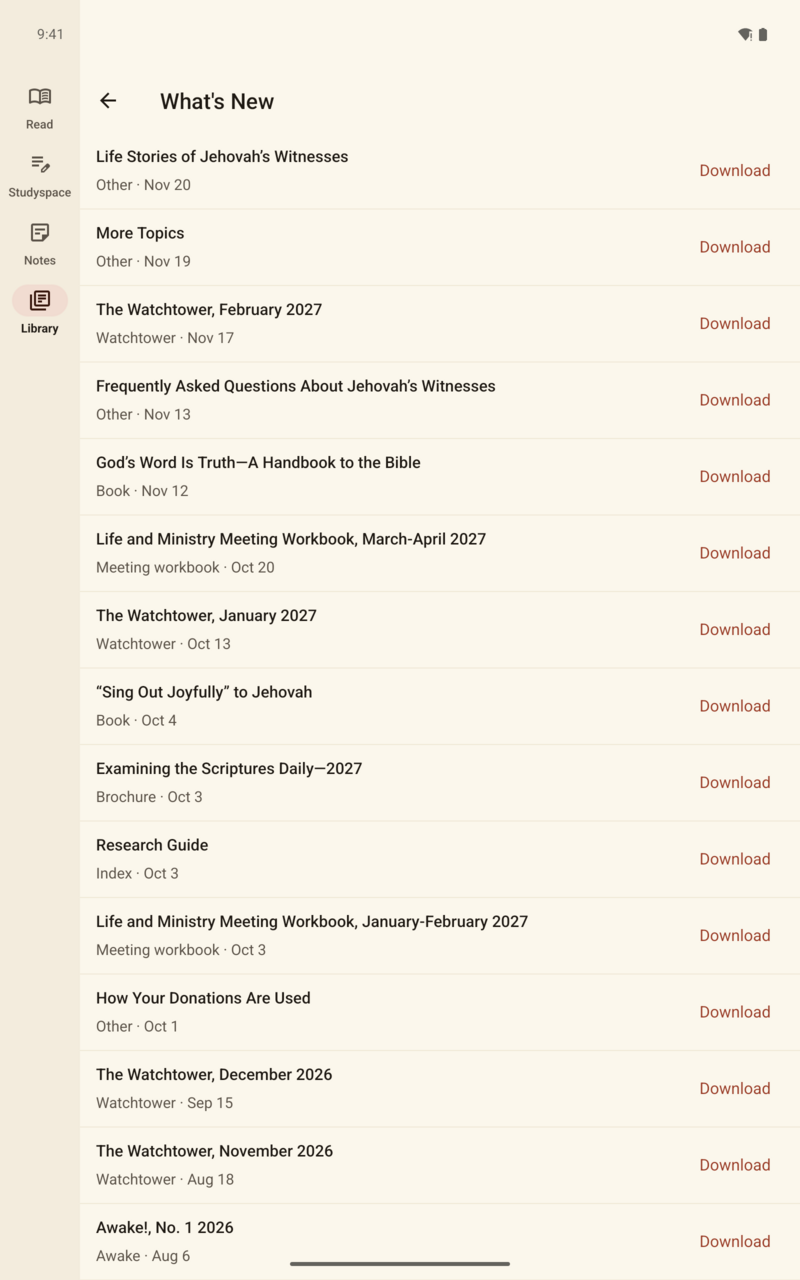 9:41
Read
Studyspace
Notes
Library
What's New
Life Stories of Jehovah’s Witnesses
Other · Nov 20
Download
More Topics
Other · Nov 19
Download
The Watchtower, February 2027
Watchtower · Nov 17
Download
Frequently Asked Questions About Jehovah’s Witnesses
Other · Nov 13
Download
God’s Word Is Truth—A Handbook to the Bible
Book · Nov 12
Download
Life and Ministry Meeting Workbook, March-April 2027
Meeting workbook · Oct 20
Download
The Watchtower, January 2027
Watchtower · Oct 13
Download
“Sing Out Joyfully” to Jehovah
Book · Oct 4
Download
Examining the Scriptures Daily—2027
Brochure · Oct 3
Download
Research Guide
Index · Oct 3
Download
Life and Ministry Meeting Workbook, January-February 2027
Meeting workbook · Oct 3
Download
How Your Donations Are Used
Other · Oct 1
Download
The Watchtower, December 2026
Watchtower · Sep 15
Download
The Watchtower, November 2026
Watchtower · Aug 18
Download
Awake!, No. 1 2026
Awake · Aug 6
Download